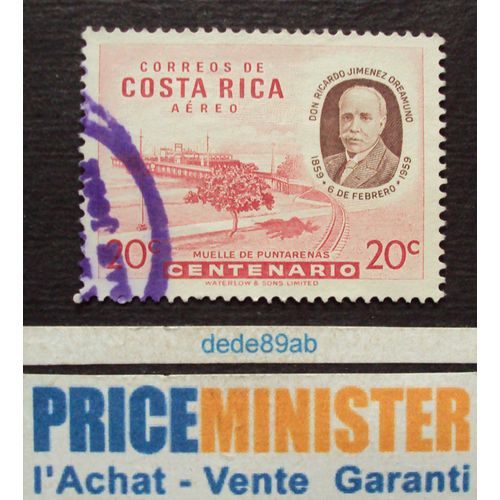 CORREOS DE
COSTA RICA
AÉREO
DON RICARDO JIMENEZ OREAMUNO
1859 • 6 DE FEBRERO • 1959
MUELLE DE PUNTARENAS
20c CENTENARIO 20c
WATERLOW & SONS. LIMITED
dede89ab
PRICEMINISTER
l'Achat - Vente Garanti